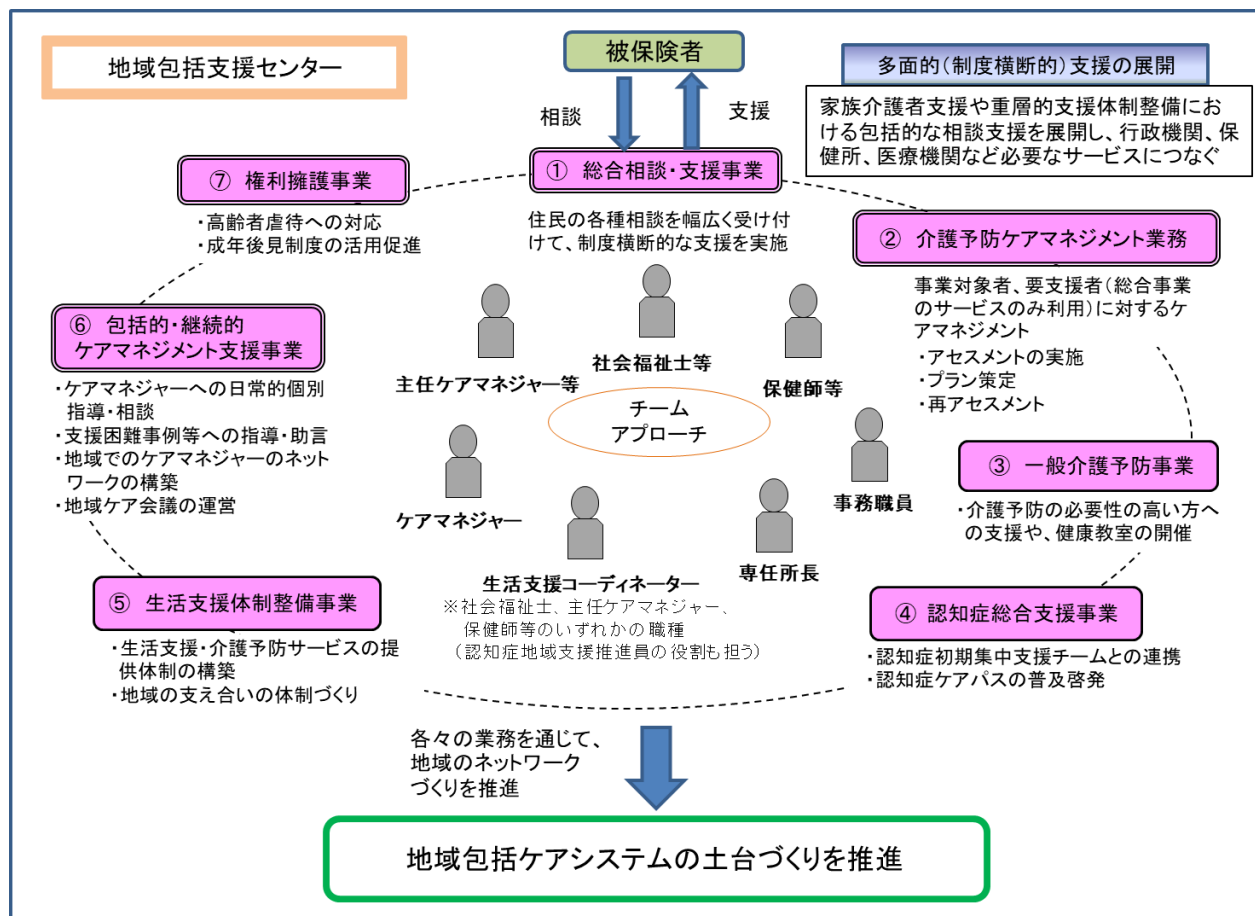 地域包括支援センター
被保険者
相談
支援
多面的(制度横断的)支援の展開
家族介護者支援や重層的支援体制整備にお
ける包括的な相談支援を展開し、行政機関、保
健所、医療機関など必要なサービスにつなぐ
① 総合相談・支援事業
住民の各種相談を幅広く受け付
けて、制度横断的な支援を実施
⑦ 権利擁護事業
・高齢者虐待への対応
・成年後見制度の活用促進
② 介護予防ケアマネジメント業務
事業対象者、要支援者(総合事業
のサービスのみ利用)に対するケ
アマネジメント
・アセスメントの実施
・プラン策定
・再アセスメント
⑥ 包括的・継続的
ケアマネジメント支援事業
・ケアマネジャーへの日常的個別
指導・相談
・支援困難事例等への指導・助言
・地域でのケアマネジャーのネット
ワークの構築
・地域ケア会議の運営
主任ケアマネジャー等
社会福祉士等
保健師等
チーム
アプローチ
ケアマネジャー
事務職員
生活支援コーディネーター
※社会福祉士、主任ケアマネジャー、
保健師等のいずれかの職種
(認知症地域支援推進員の役割も担う)
専任所長
③ 一般介護予防事業
・介護予防の必要性の高い方へ
の支援や、健康教室の開催
⑤ 生活支援体制整備事業
・生活支援・介護予防サービスの提
供体制の構築
・地域の支え合いの体制づくり
④ 認知症総合支援事業
・認知症初期集中支援チームとの連携
・認知症ケアパスの普及啓発
各々の業務を通じて、
地域のネットワーク
づくりを推進
地域包括ケアシステムの土台づくりを推進